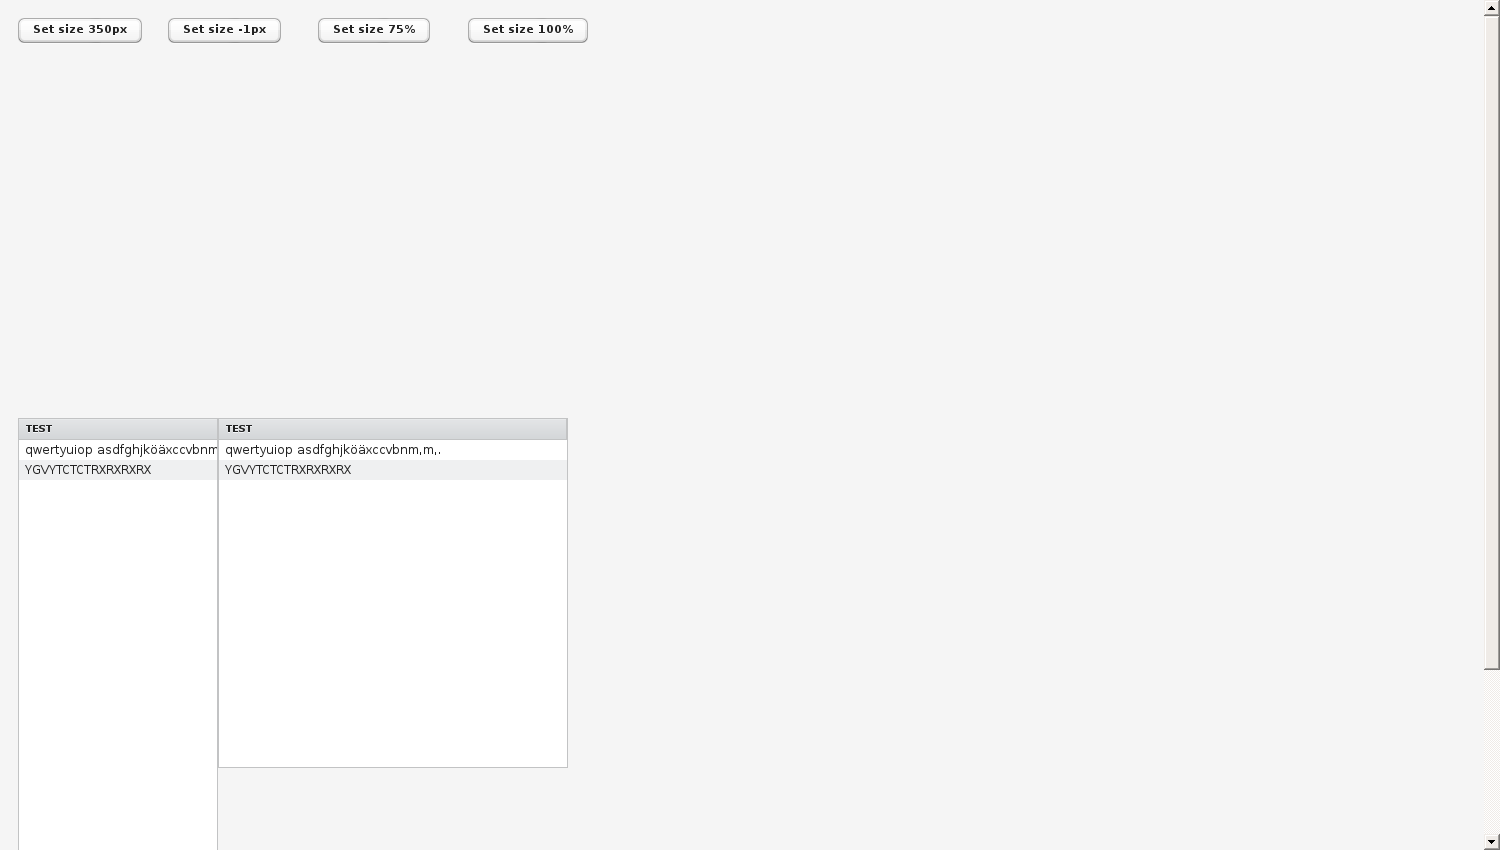 Set size 350px Set size -1px Set size 75% Set size 100%
TEST TEST
qwertyuiop asdfghjköäxccvbnm qwertyuiop asdfghjköäxccvbnm,m,.
YGVYTCTCTRXRXRXRX YGVYTCTCTRXRXRXRX